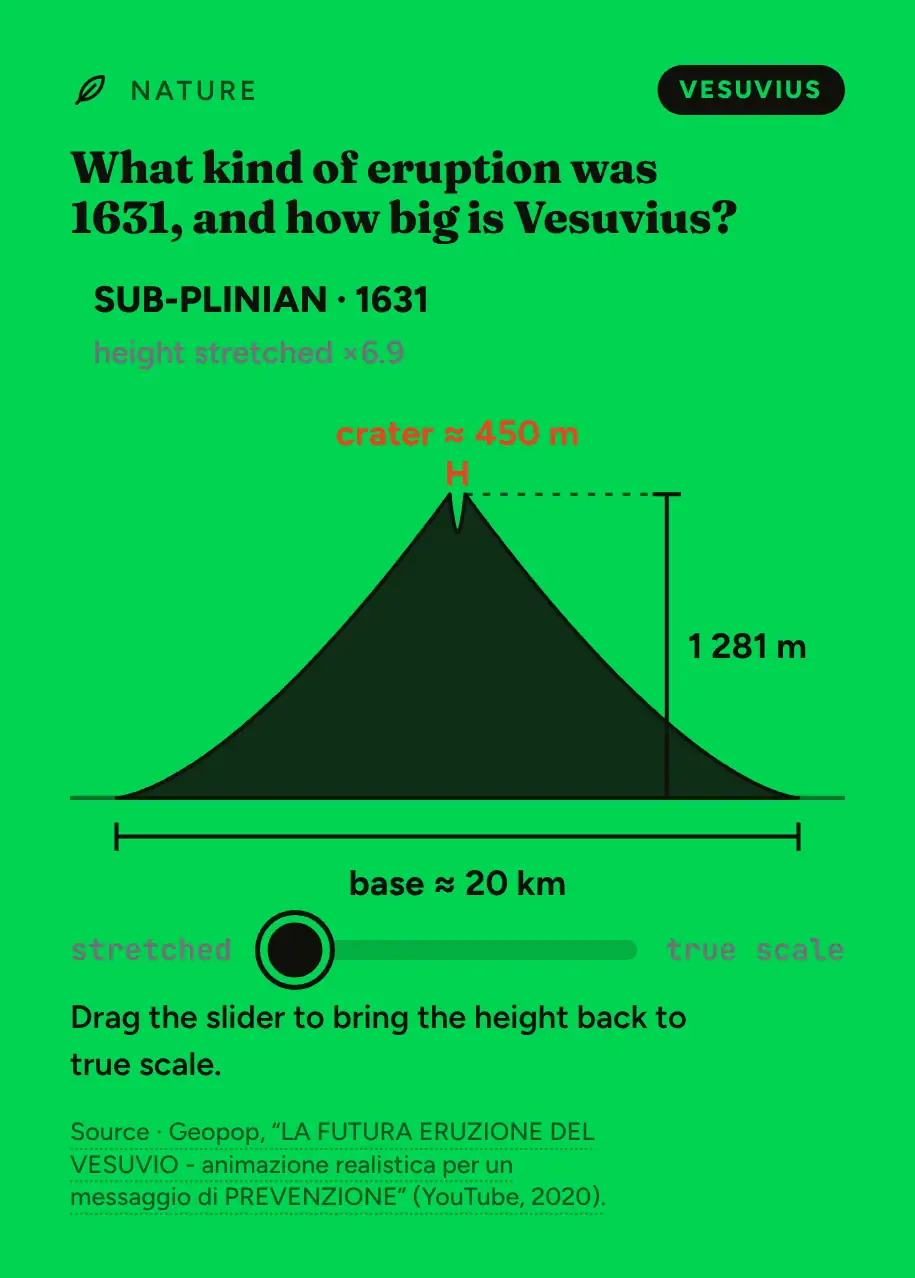 NATURE
VESUVIUS
What kind of eruption was
1631, and how big is Vesuvius?
SUB-PLINIAN · 1631
height stretched ×6.9
crater ≈ 450 m
1 281 m
base ≈ 20 km
stretched
true scale
Drag the slider to bring the height back to
true scale.
Source · Geopop, “LA FUTURA ERUZIONE DEL
VESUVIO - animazione realistica per un
messaggio di PREVENZIONE” (YouTube, 2020).